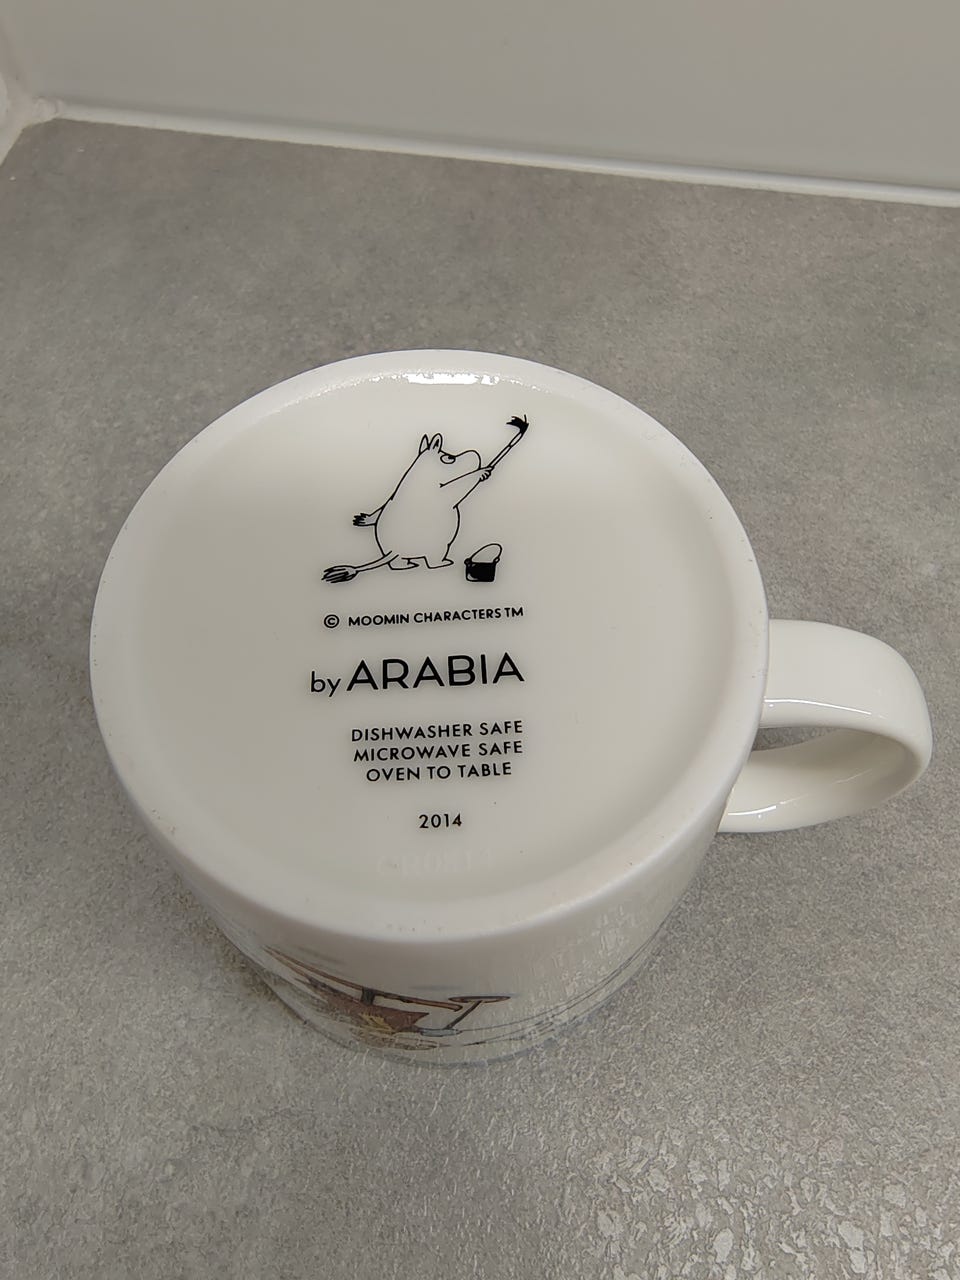 © MOOMIN CHARACTERS TM
by ARABIA
DISHWASHER SAFE
MICROWAVE SAFE
OVEN TO TABLE
2014